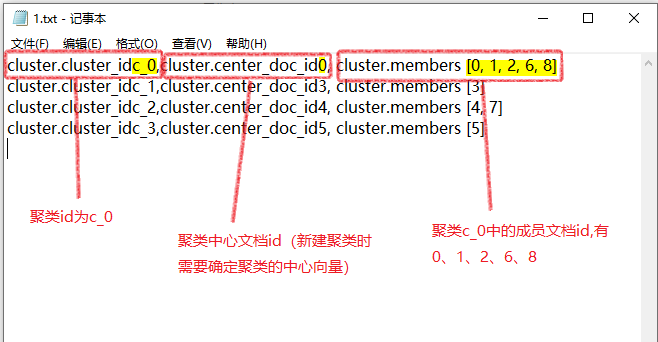 1.txt - 记事本
文件(F) 编辑(E) 格式(O) 查看(V) 帮助(H)
cluster.cluster_idc_0,cluster.center_doc_id0, cluster.members [0, 1, 2, 6, 8]
cluster.cluster_idc_1,cluster.center_doc_id3, cluster.members [3]
cluster.cluster_idc_2,cluster.center_doc_id4, cluster.members [4, 7]
cluster.cluster_idc_3,cluster.center_doc_id5, cluster.members [5]
聚类id为c_0
聚类中心文档id（新建聚类时
需要确定聚类的中心向量）
聚类c_0中的成员文档id,有
0、1、2、6、8